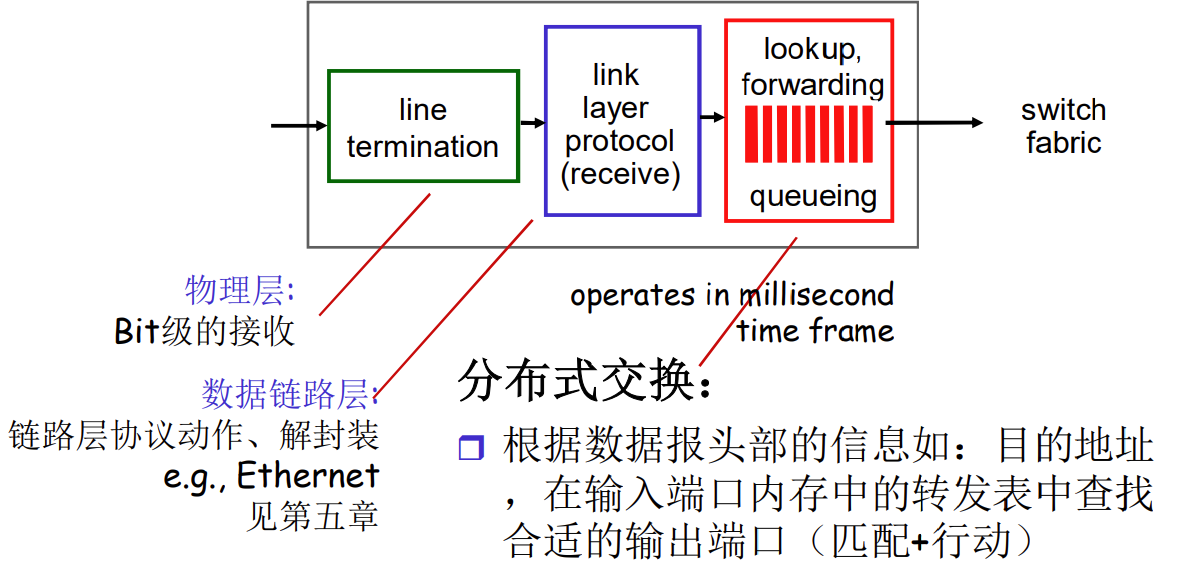 line
termination
link
layer
protocol
(receive)
lookup,
forwarding
queueing
switch
fabric
物理层:
Bit级的接收
数据链路层:
链路层协议动作、解封装
e.g., Ethernet
见第五章
operates in millisecond
time frame
分布式交换：
根据数据报头部的信息如：目的地址
，在输入端口内存中的转发表中查找
合适的输出端口（匹配+行动）